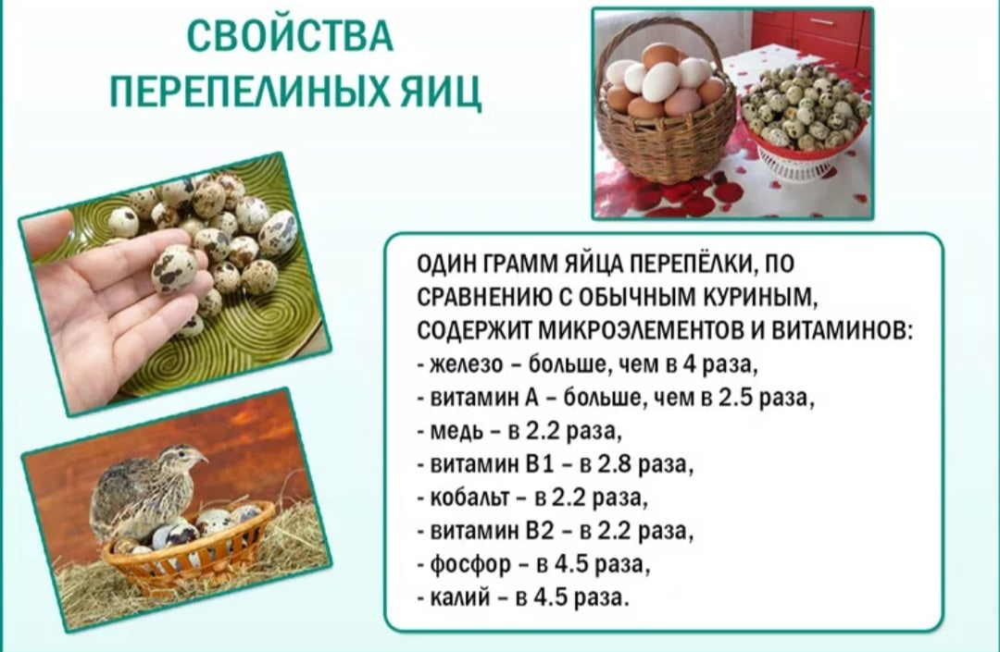 СВОЙСТВА
ПЕРЕПЕЛИНЫХ ЯИЦ
ОДИН ГРАММ ЯЙЦА ПЕРЕПЁЛКИ, ПО
СРАВНЕНИЮ С ОБЫЧНЫМ КУРИНЫМ,
СОДЕРЖИТ МИКРОЭЛЕМЕНТОВ И ВИТАМИНОВ:
- железо – больше, чем в 4 раза,
- витамин А – больше, чем в 2.5 раза,
- медь – в 2.2 раза,
- витамин В1 – в 2.8 раза,
- кобальт – в 2.2 раза,
- витамин В2 – в 2.2 раза,
- фосфор – в 4.5 раза,
- калий – в 4.5 раза.